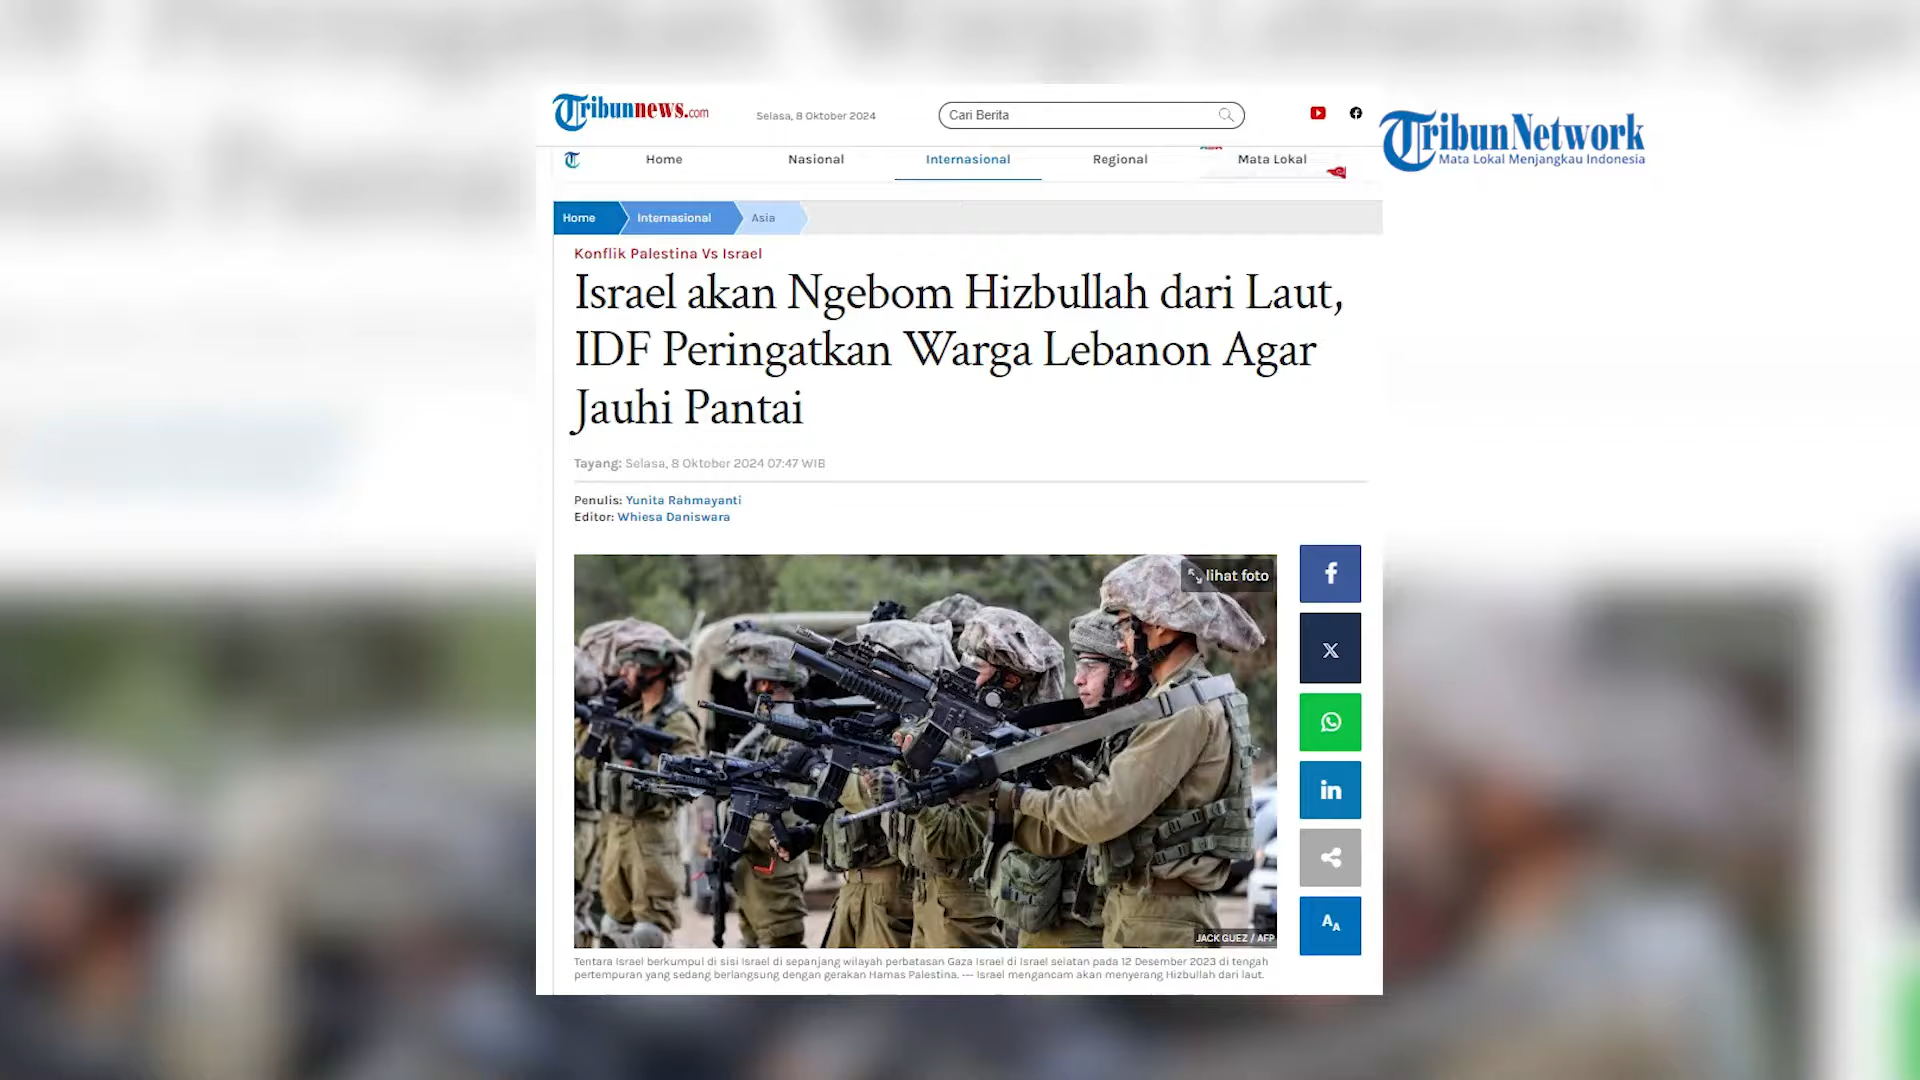 Tribunnews.com
Selasa, 8 Oktober 2024
Cari Berita
TribunNetwork
Mata Lokal Menjangkau Indonesia
Home
Nasional
Internasional
Regional
Mata Lokal
Home
Internasional
Asia
Konflik Palestina Vs Israel
Israel akan Ngebom Hizbullah dari Laut,
IDF Peringatkan Warga Lebanon Agar
Jauhi Pantai
Tayang: Selasa, 8 Oktober 2024 07:47 WIB
Penulis: Yunita Rahmayanti
Editor: Whiesa Daniswara
lihat foto
JACK GUEZ / AFP
Tentara Israel berkumpul di sisi Israel di sepanjang wilayah perbatasan Gaza Israel di Israel selatan pada 12 Desember 2023 di tengah
pertempuran yang sedang berlangsung dengan gerakan Hamas Palestina. --- Israel mengancam akan menyerang Hizbullah dari laut.